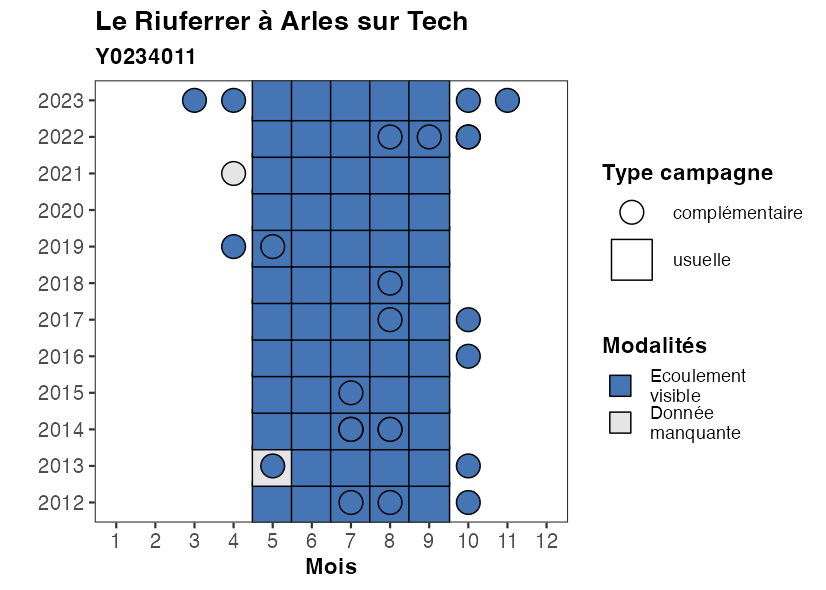 Le Riuferrer à Arles sur Tech
Y0234011
2023
2022
2021
2020
2019
2018
2017
2016
2015
2014
2013
2012
1 2 3 4 5 6 7 8 9 10 11 12
Mois
Type campagne
complémentaire
usuelle
Modalités
Ecoulement
visible
Donnée
manquante